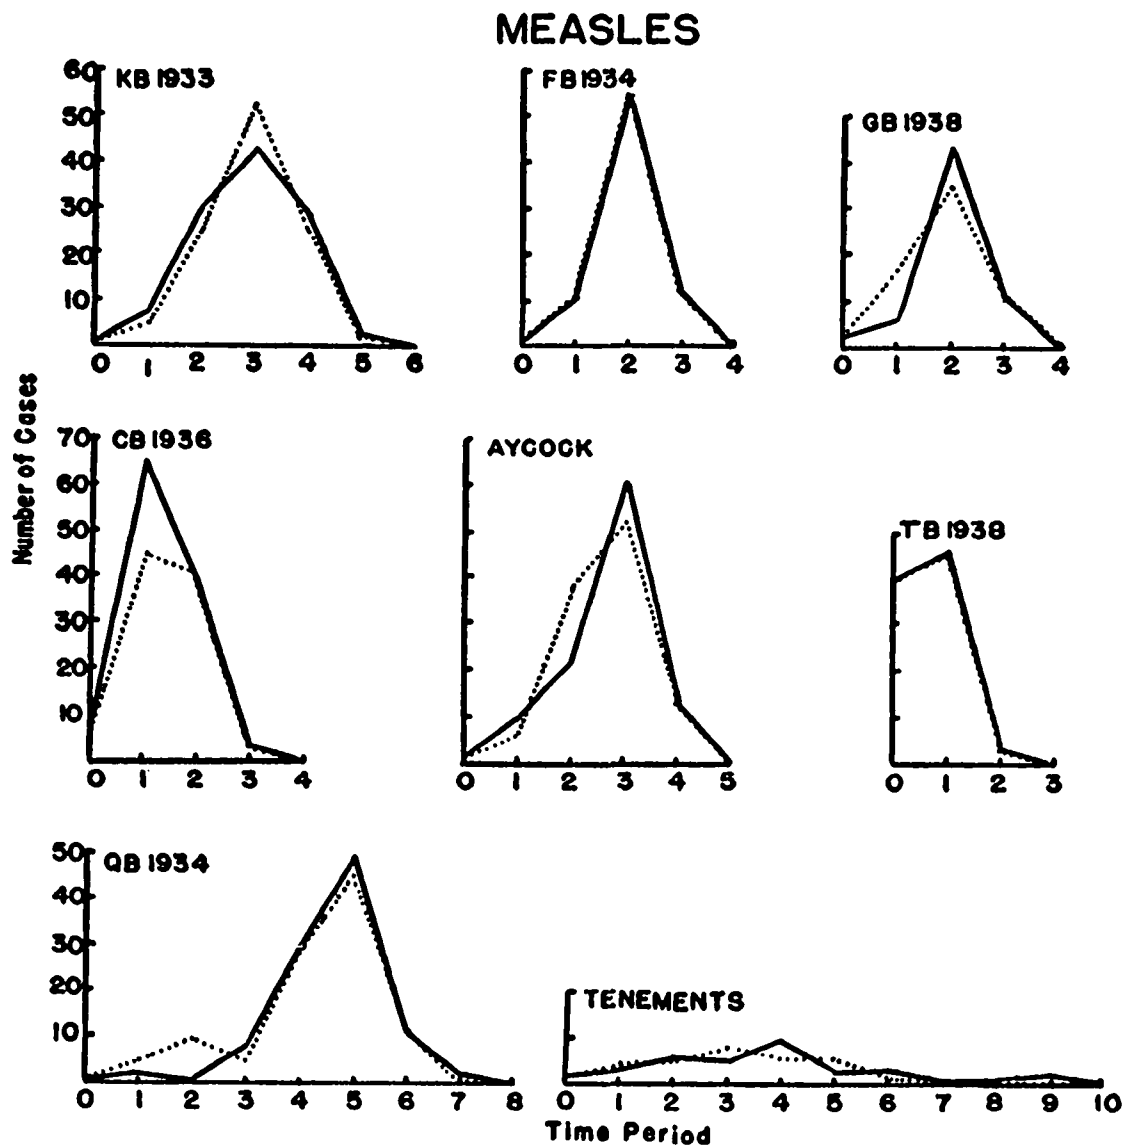 MEASLES
60 KB 1933
50
40
30
20
10
0 1 2 3 4 5 6
FB 1934
0 1 2 3 4
GB 1938
0 1 2 3 4
Number of Cases
70 CB 1936
60
50
40
30
20
10
0 1 2 3 4
AYCOCK
0 1 2 3 4 5
TB 1938
0 1 2 3
50 QB 1934
40
30
20
10
0 1 2 3 4 5 6 7 8
TENEMENTS
0 1 2 3 4 5 6 7 8 9 10
Time Period